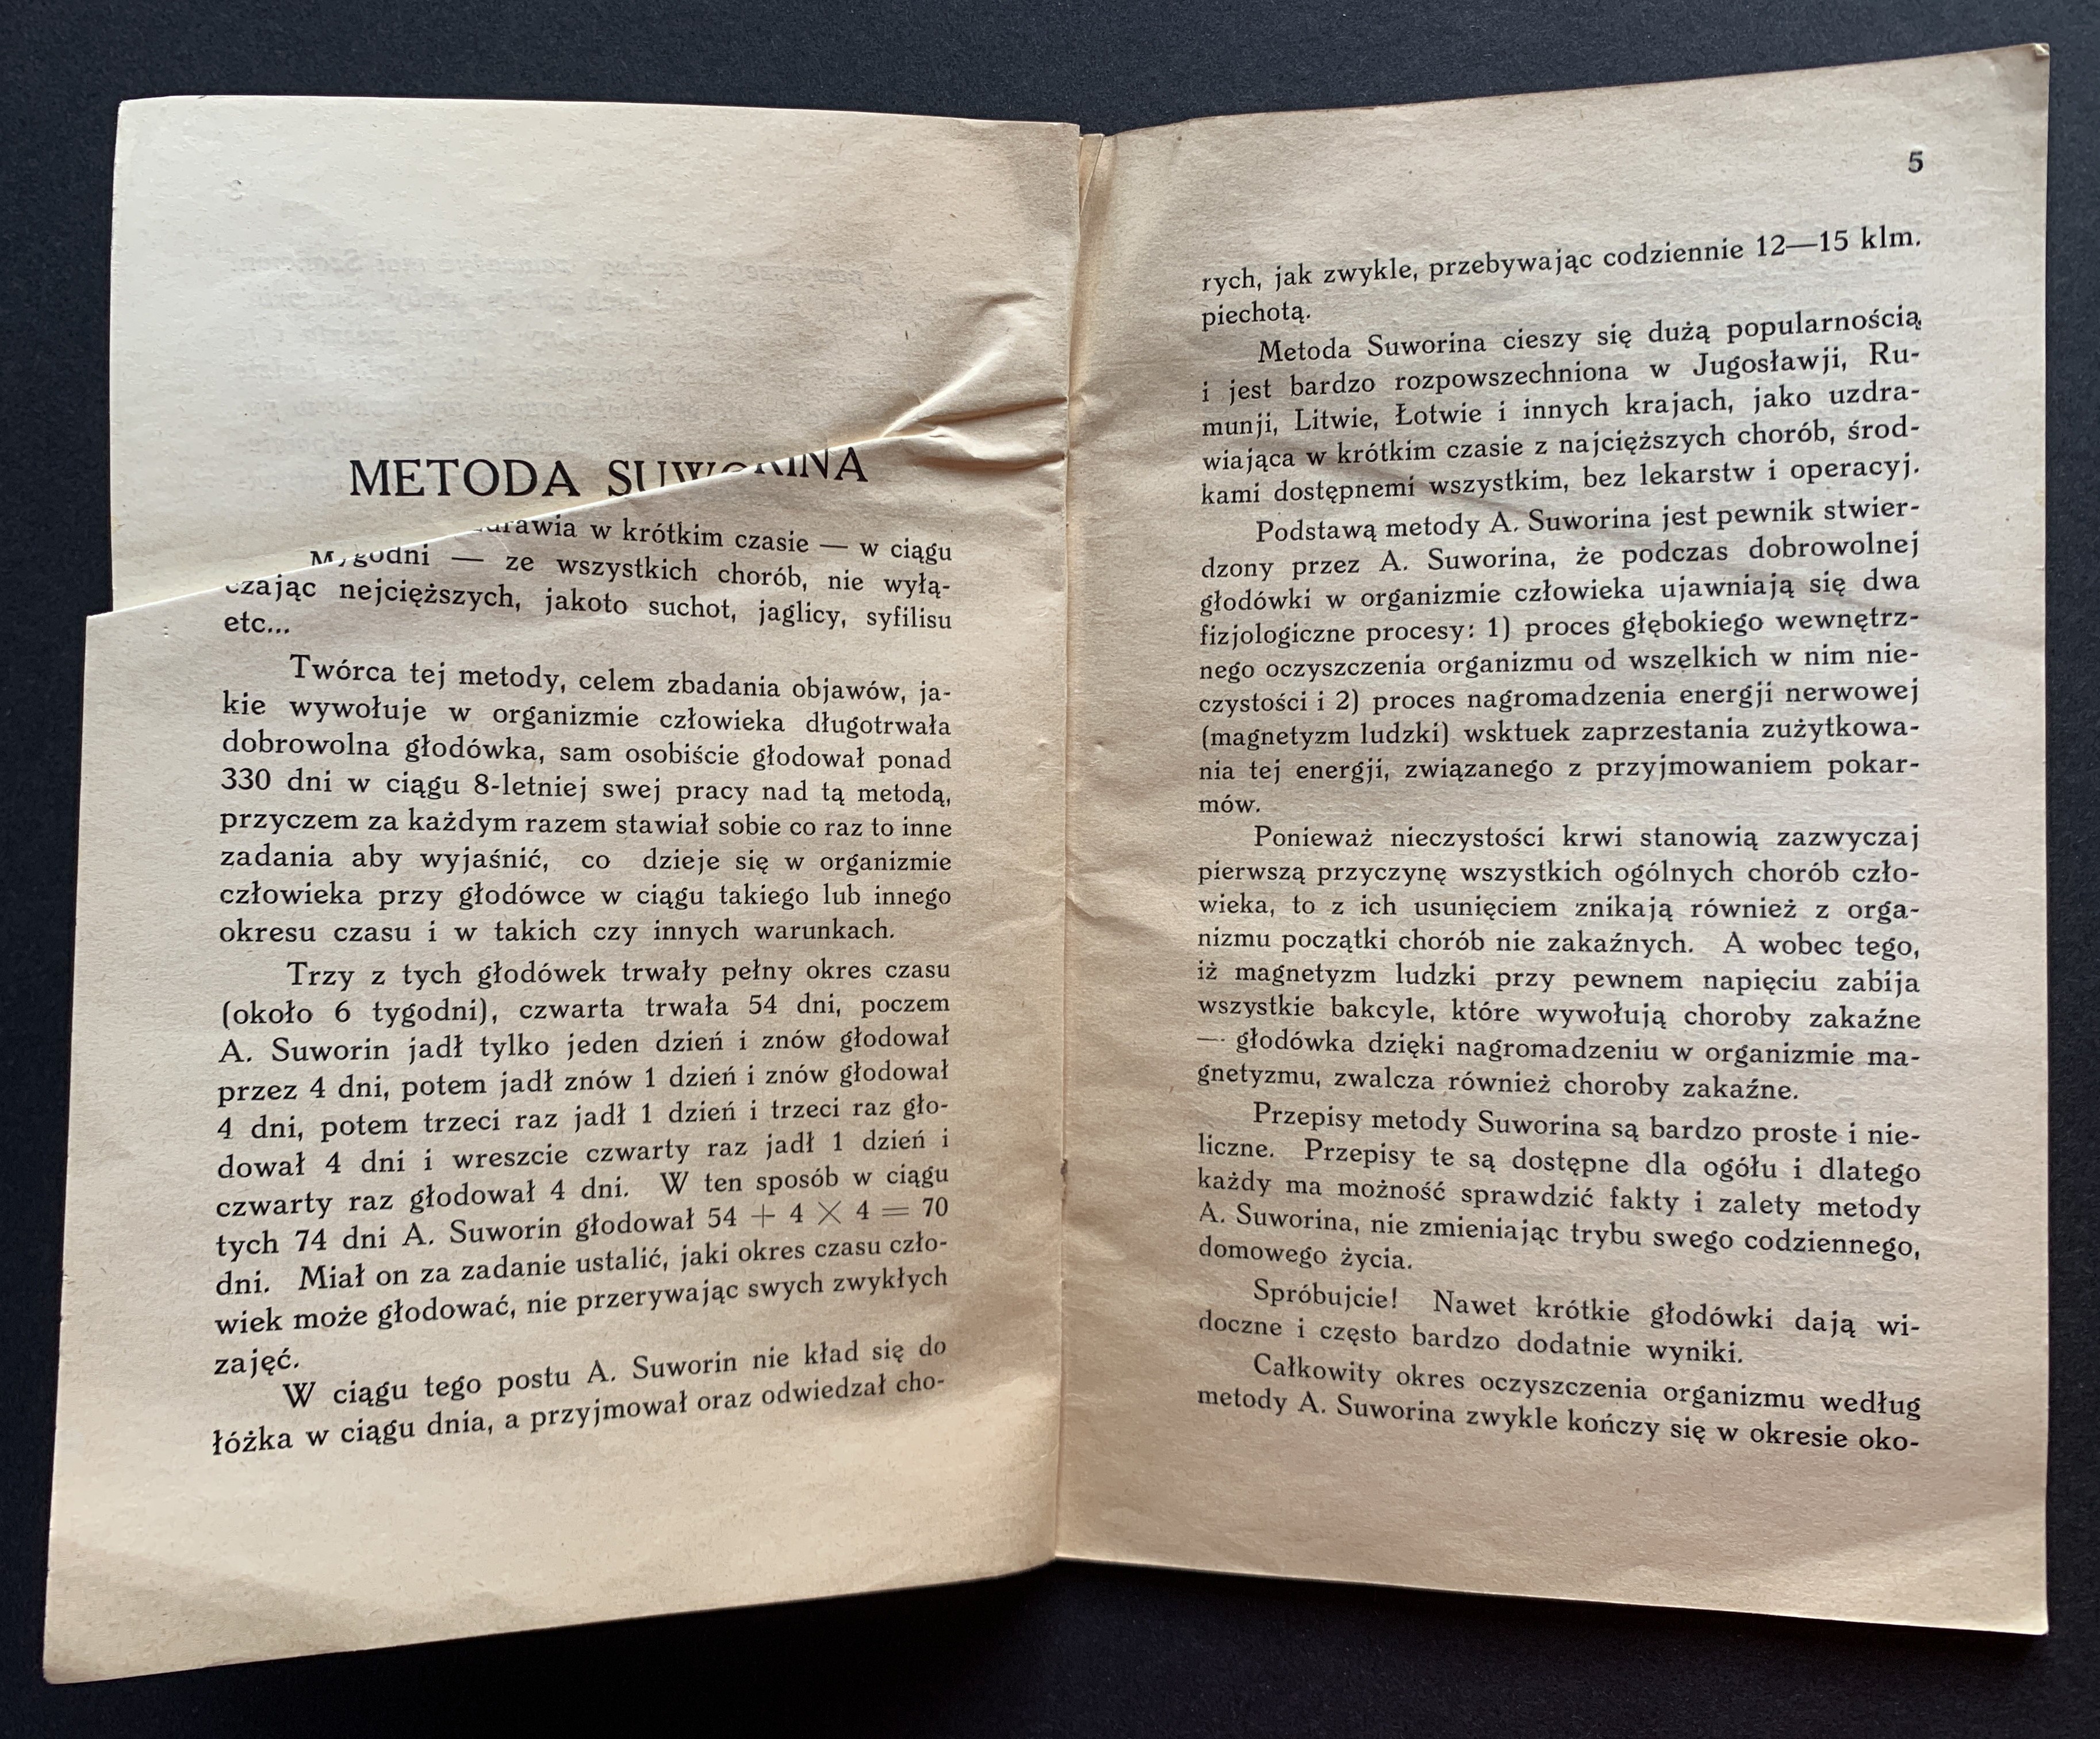 METODA SUWORINA
w krótkim czasie — w ciągu
— ze wszystkich chorób, nie wyłą-
czając nejcięższych, jakoto suchot, jaglicy, syfilisu
etc...
Twórca tej metody, celem zbadania objawów, ja-
kie wywołuje w organizmie człowieka długotrwała
dobrowolna głodówka, sam osobiście głodował ponad
330 dni w ciągu 8-letniej swej pracy nad tą metodą,
przyczem za każdym razem stawiał sobie co raz to inne
zadania aby wyjaśnić, co dzieje się w organizmie
człowieka przy głodówce w ciągu takiego lub innego
okresu czasu i w takich czy innych warunkach.
Trzy z tych głodówek trwały pełny okres czasu
(około 6 tygodni), czwarta trwała 54 dni, poczem
A. Suworin jadł tylko jeden dzień i znów głodował
przez 4 dni, potem jadł znów 1 dzień i znów głodował
4 dni, potem trzeci raz jadł 1 dzień i trzeci raz gło-
dował 4 dni i wreszcie czwarty raz jadł 1 dzień i
czwarty raz głodował 4 dni. W ten sposób w ciągu
tych 74 dni A. Suworin głodował 54 + 4 × 4 = 70
dni. Miał on za zadanie ustalić, jaki okres czasu czło-
wiek może głodować, nie przerywając swych zwykłych
zajęć.
W ciągu tego postu A. Suworin nie kład się do
łóżka w ciągu dnia, a przyjmował oraz odwiedzał cho-
5
rych, jak zwykle, przebywając codziennie 12—15 klm.
piechotą.
Metoda Suworina cieszy się dużą popularnością
i jest bardzo rozpowszechniona w Jugosławji, Ru-
munji, Litwie, Łotwie i innych krajach, jako uzdra-
wiająca w krótkim czasie z najcięższych chorób, środ-
kami dostępnemi wszystkim, bez lekarstw i operacyj.
Podstawą metody A. Suworina jest pewnik stwier-
dzony przez A. Suworina, że podczas dobrowolnej
głodówki w organizmie człowieka ujawniają się dwa
fizjologiczne procesy: 1) proces głębokiego wewnętrz-
nego oczyszczenia organizmu od wszelkich w nim nie-
czystości i 2) proces nagromadzenia energji nerwowej
(magnetyzm ludzki) wsktuek zaprzestania zużytkowa-
nia tej energji, związanego z przyjmowaniem pokar-
mów.
Ponieważ nieczystości krwi stanowią zazwyczaj
pierwszą przyczynę wszystkich ogólnych chorób czło-
wieka, to z ich usunięciem znikają również z orga-
nizmu początki chorób nie zakaźnych. A wobec tego,
iż magnetyzm ludzki przy pewnem napięciu zabija
wszystkie bakcyle, które wywołują choroby zakaźne
— głodówka dzięki nagromadzeniu w organizmie ma-
gnetyzmu, zwalcza również choroby zakaźne.
Przepisy metody Suworina są bardzo proste i nie-
liczne. Przepisy te są dostępne dla ogółu i dlatego
każdy ma możność sprawdzić fakty i zalety metody
A. Suworina, nie zmieniając trybu swego codziennego,
domowego życia.
Spróbujcie! Nawet krótkie głodówki dają wi-
doczne i często bardzo dodatnie wyniki.
Całkowity okres oczyszczenia organizmu według
metody A. Suworina zwykle kończy się w okresie oko-